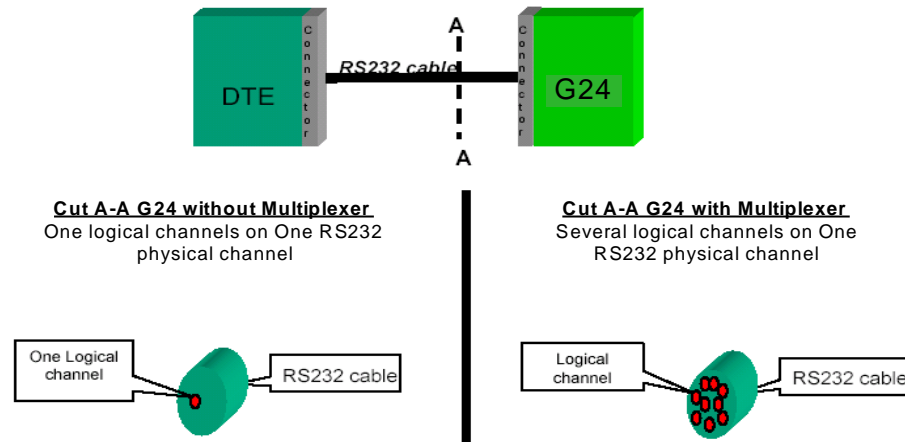 A
Connector
RS232 cable
Connector
DTE
G24
A
Cut A-A G24 without Multiplexer
One logical channels on One RS232
physical channel
Cut A-A G24 with Multiplexer
Several logical channels on One
RS232 physical channel
One Logical
channel
RS232 cable
Logical
channel
RS232 cable